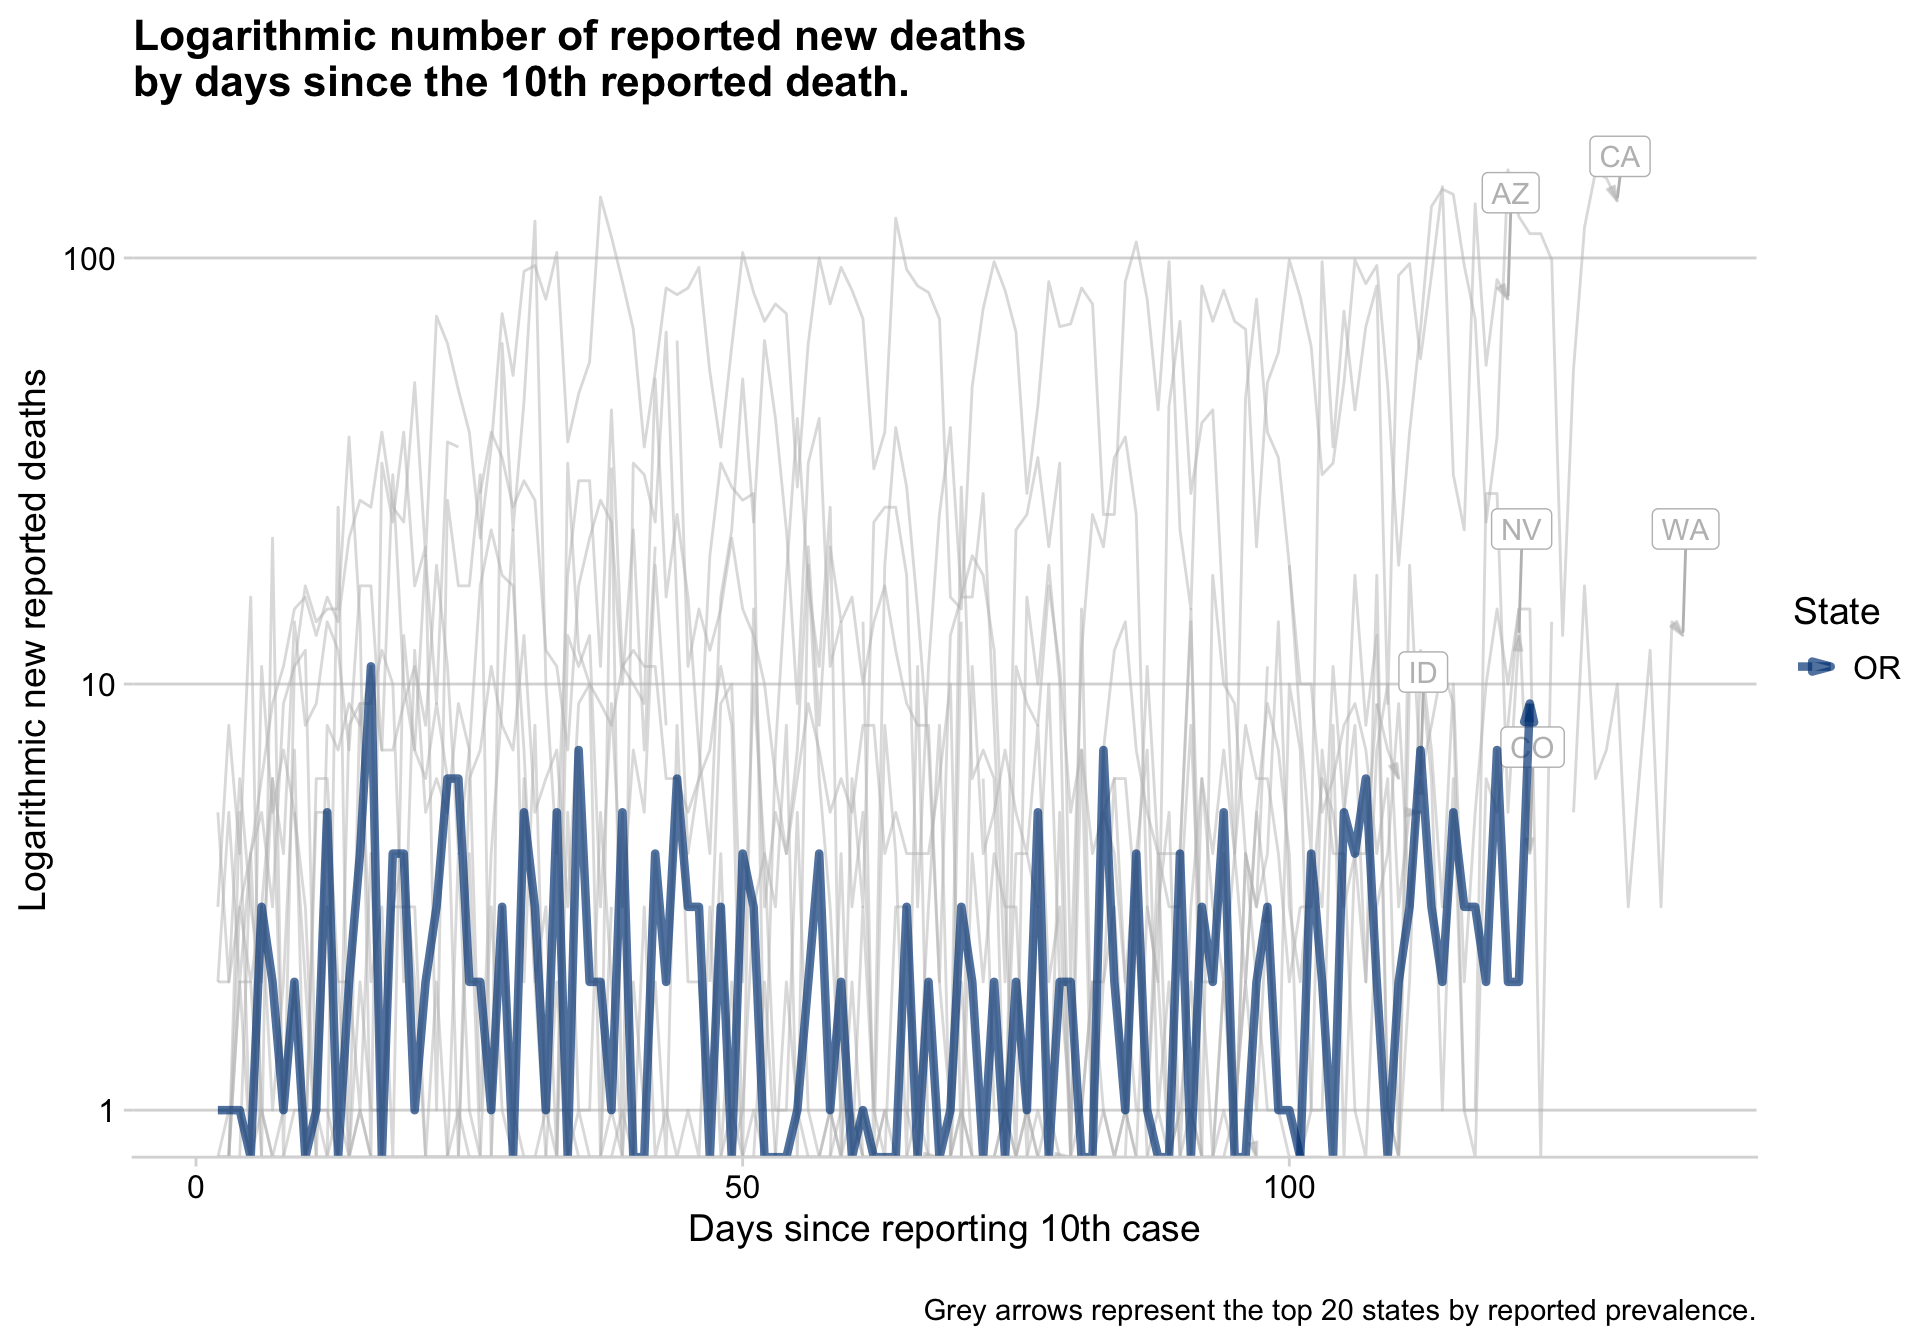 Logarithmic number of reported new deaths
by days since the 10th reported death.
CA
AZ
100
NV
WA
Logarithmic new reported deaths
State
ID
10
OR
CO
1
0
50
100
Days since reporting 10th case
Grey arrows represent the top 20 states by reported prevalence.